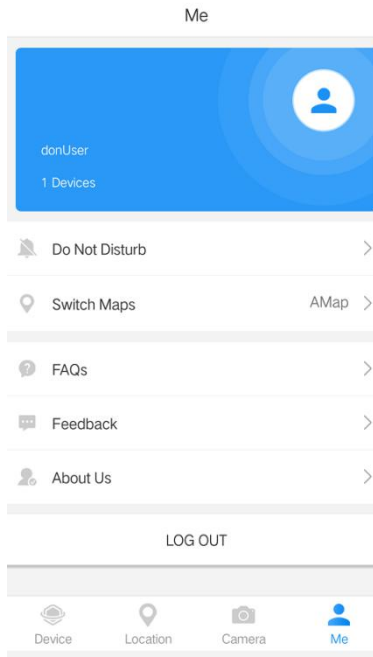 Me
donUser
1 Devices
Do Not Disturb
Switch Maps AMap
FAQs
Feedback
About Us
LOG OUT
Device Location Camera Me